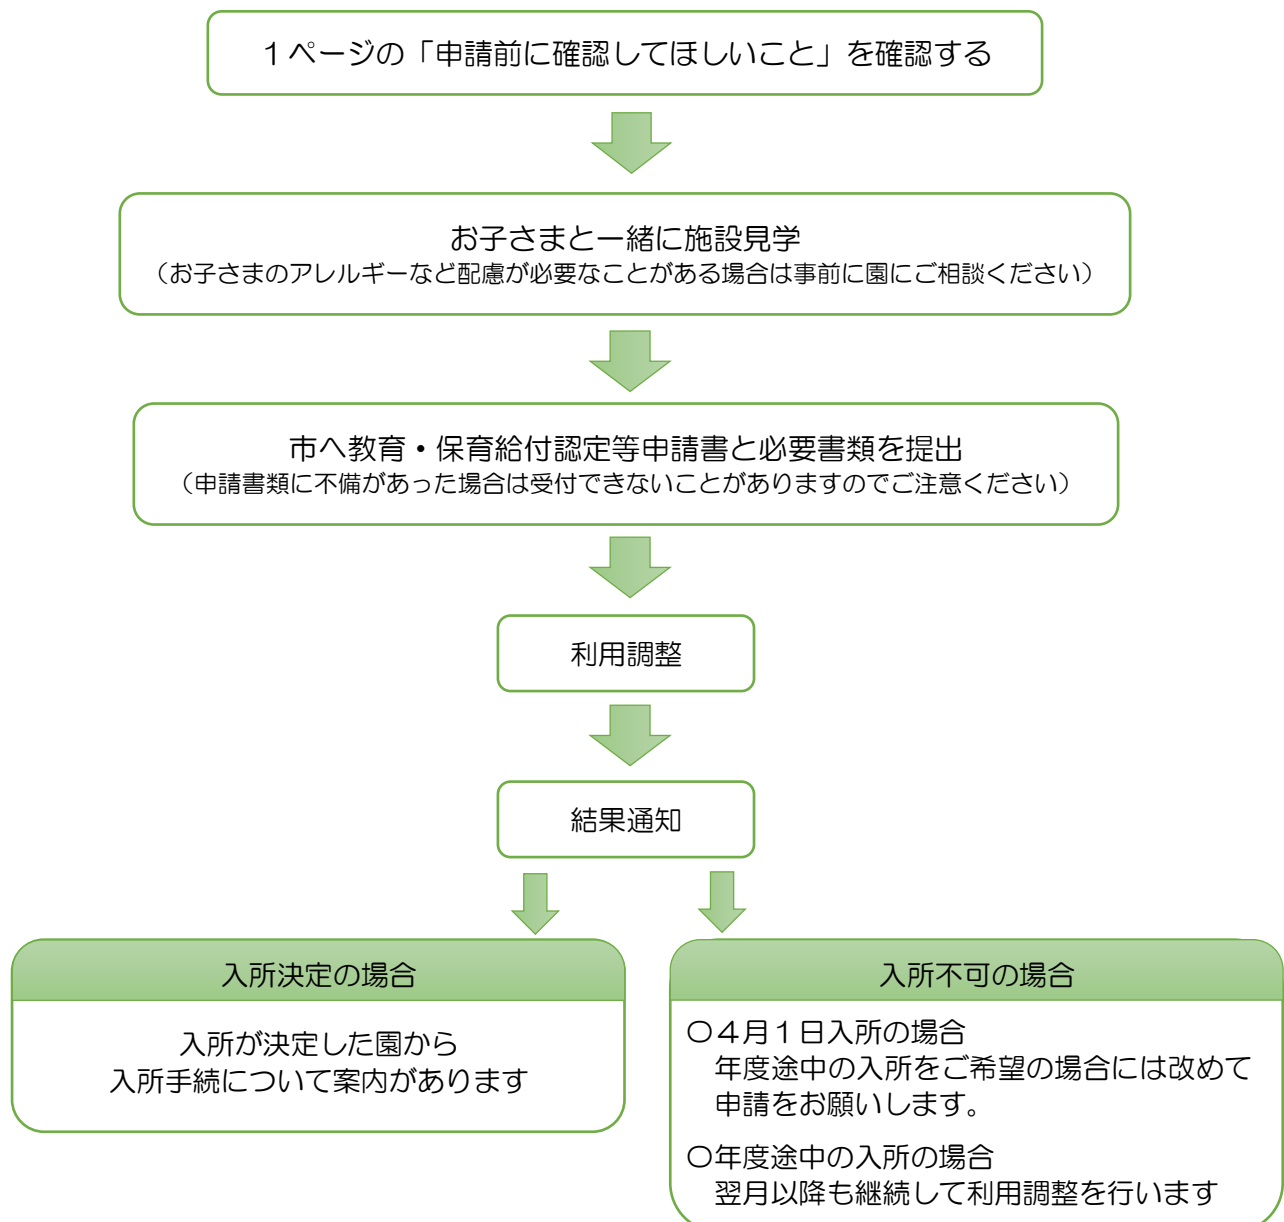 １ページの「申請前に確認してほしいこと」を確認する
お子さまと一緒に施設見学
（お子さまのアレルギーなど配慮が必要なことがある場合は事前に園にご相談ください）
市へ教育・保育給付認定等申請書と必要書類を提出
（申請書類に不備があった場合は受付できないことがありますのでご注意ください）
利用調整
結果通知
入所決定の場合
入所が決定した園から
入所手続について案内があります
入所不可の場合
〇４月１日入所の場合
年度途中の入所をご希望の場合には改めて
申請をお願いします。
〇年度途中の入所の場合
翌月以降も継続して利用調整を行います